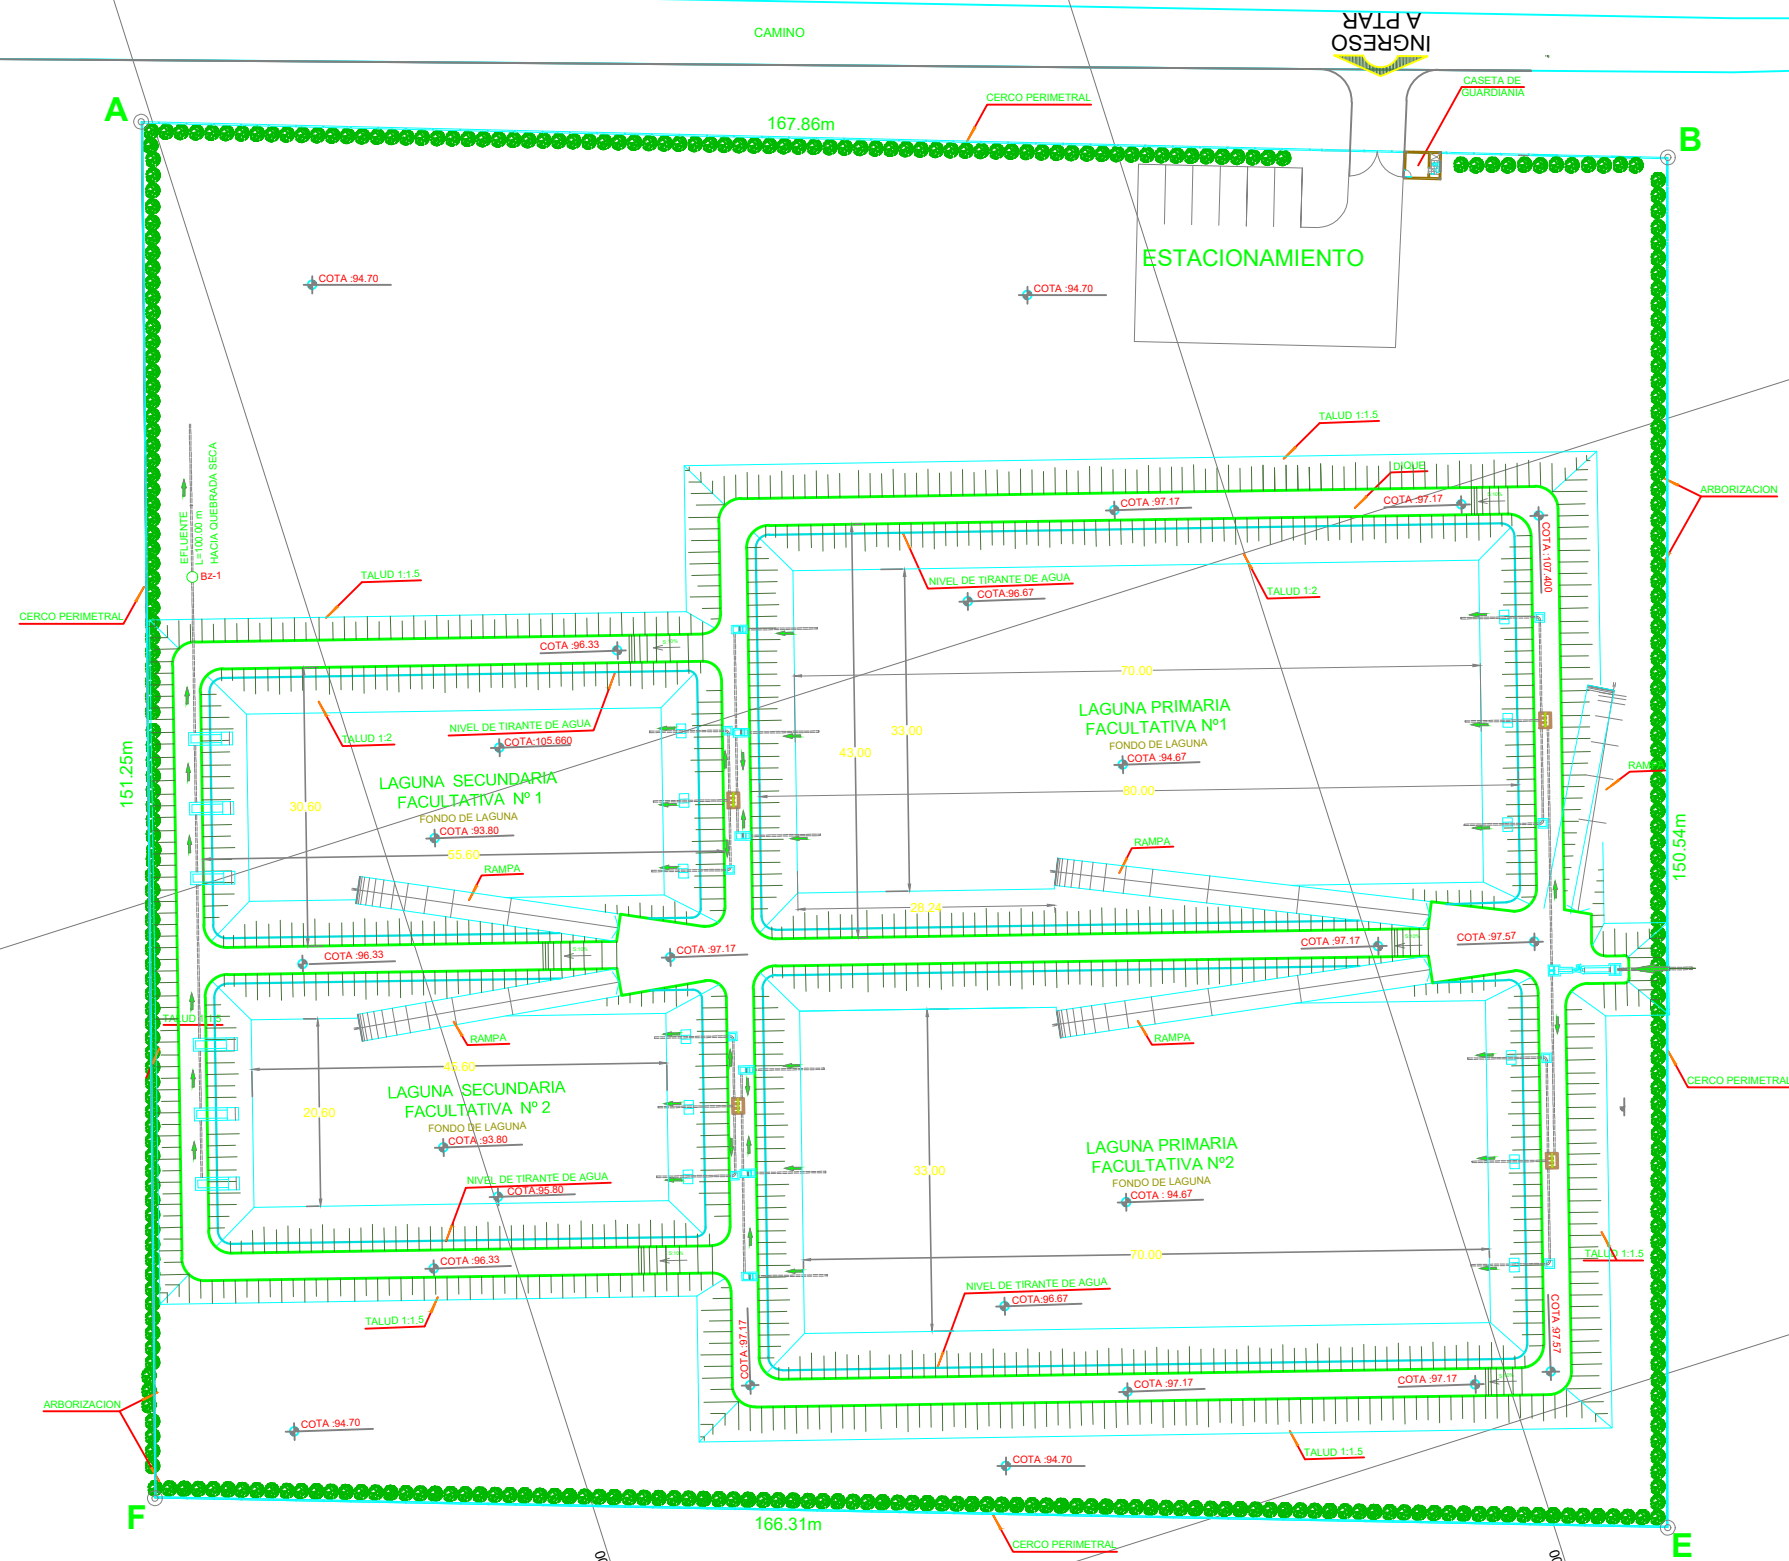 CAMINO
INGRESO
A PTAR
CASETA DE
GUARDIANIA
CERCO PERIMETRAL
A
167.86m
B
ESTACIONAMIENTO
COTA :94.70
COTA :94.70
TALUD 1:1.5
DIQUE
COTA :97.17
COTA :97.17
ARBORIZACION
COTA :107.400
EFLUENTE
L=100.00 m
HACIA QUEBRADA SECA
Bz-1
TALUD 1:1.5
CERCO PERIMETRAL
NIVEL DE TIRANTE DE AGUA
COTA:96.67
TALUD 1:2
COTA :96.33
0.10%
70.00
LAGUNA PRIMARIA
FACULTATIVA Nº1
FONDO DE LAGUNA
COTA :94.67
33.00
43.00
80.00
NIVEL DE TIRANTE DE AGUA
COTA:105.660
TALUD 1:2
LAGUNA SECUNDARIA
FACULTATIVA Nº 1
FONDO DE LAGUNA
COTA :93.80
30.60
55.60
151.25m
RAMPA
RAMPA
RAMPA
150.54m
28.24
COTA :96.33
COTA :97.17
COTA :97.17
COTA :97.57
TALUD 1:1.5
RAMPA
RAMPA
45.60
LAGUNA SECUNDARIA
FACULTATIVA Nº 2
FONDO DE LAGUNA
COTA :93.80
20.60
NIVEL DE TIRANTE DE AGUA
COTA:95.80
CERCO PERIMETRAL
LAGUNA PRIMARIA
FACULTATIVA Nº2
FONDO DE LAGUNA
COTA : 94.67
33.00
70.00
TALUD 1:1.5
COTA :96.33
NIVEL DE TIRANTE DE AGUA
COTA:96.67
TALUD 1:1.5
COTA :97.17
COTA :97.57
COTA :97.17
COTA :97.17
ARBORIZACION
COTA :94.70
COTA :94.70
TALUD 1:1.5
F
166.31m
CERCO PERIMETRAL
E